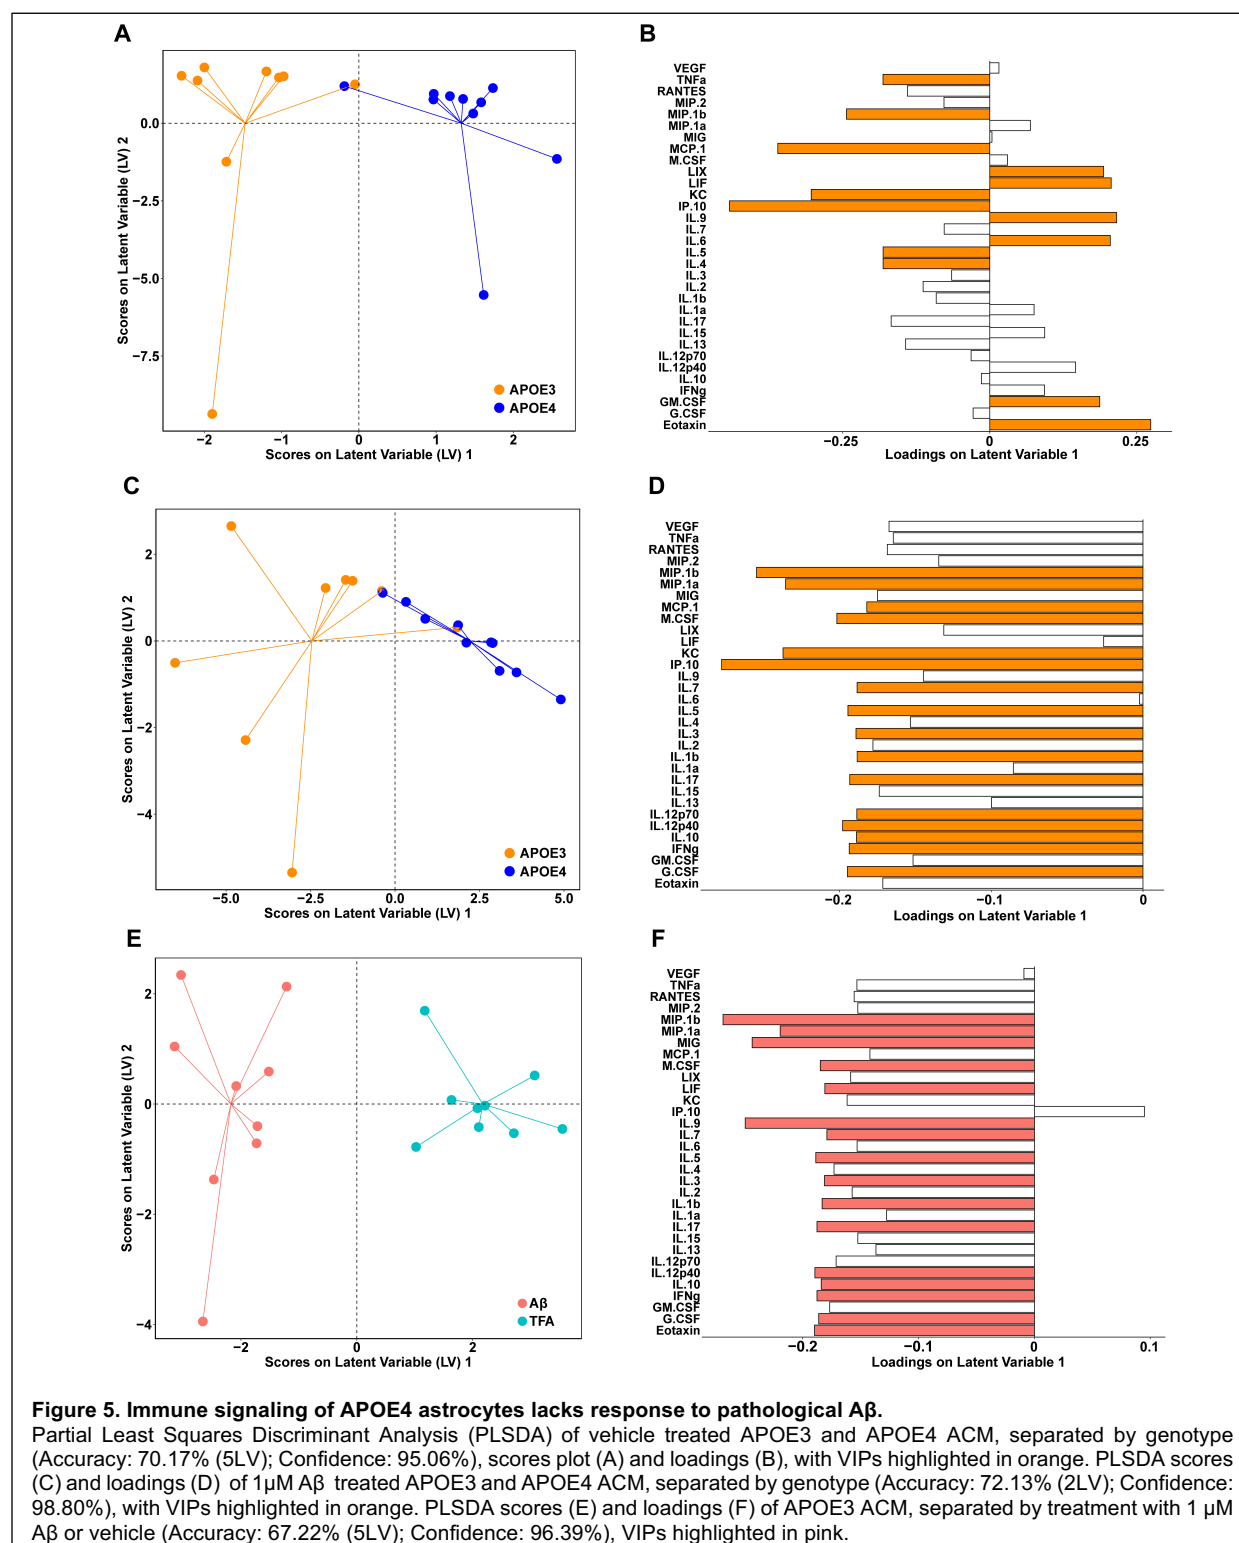 A
Scores on Latent Variable (LV) 2
0.0
−2.5
−5.0
−7.5
APOE3
APOE4
−2
−1
0
1
2
Scores on Latent Variable (LV) 1
B
VEGF
TNFa
RANTES
MIP.2
MIP.1b
MIP.1a
MIG
MCP.1
M.CSF
LIX
LIF
KC
IP.10
IL.9
IL.7
IL.6
IL.5
IL.4
IL.3
IL.2
IL.1b
IL.1a
IL.17
IL.15
IL.13
IL.12p70
IL.12p40
IL.10
IFNg
GM.CSF
G.CSF
Eotaxin
−0.25
0
0.25
Loadings on Latent Variable 1
C
Scores on Latent Variable (LV) 2
2
0
−2
−4
APOE3
APOE4
−5.0
−2.5
0.0
2.5
5.0
Scores on Latent Variable (LV) 1
D
VEGF
TNFa
RANTES
MIP.2
MIP.1b
MIP.1a
MIG
MCP.1
M.CSF
LIX
LIF
KC
IP.10
IL.9
IL.7
IL.6
IL.5
IL.4
IL.3
IL.2
IL.1b
IL.1a
IL.17
IL.15
IL.13
IL.12p70
IL.12p40
IL.10
IFNg
GM.CSF
G.CSF
Eotaxin
−0.2
−0.1
0
Loadings on Latent Variable 1
E
Scores on Latent Variable (LV) 2
2
0
−2
−4
Aβ
TFA
−2
0
2
Scores on Latent Variable (LV) 1
F
VEGF
TNFa
RANTES
MIP.2
MIP.1b
MIP.1a
MIG
MCP.1
M.CSF
LIX
LIF
KC
IP.10
IL.9
IL.7
IL.6
IL.5
IL.4
IL.3
IL.2
IL.1b
IL.1a
IL.17
IL.15
IL.13
IL.12p70
IL.12p40
IL.10
IFNg
GM.CSF
G.CSF
Eotaxin
−0.2
−0.1
0
0.1
Loadings on Latent Variable 1
Figure 5. Immune signaling of APOE4 astrocytes lacks response to pathological Aβ.
Partial Least Squares Discriminant Analysis (PLSDA) of vehicle treated APOE3 and APOE4 ACM, separated by genotype
(Accuracy: 70.17% (5LV); Confidence: 95.06%), scores plot (A) and loadings (B), with VIPs highlighted in orange. PLSDA scores
(C) and loadings (D) of 1µM Aβ treated APOE3 and APOE4 ACM, separated by genotype (Accuracy: 72.13% (2LV); Confidence:
98.80%), with VIPs highlighted in orange. PLSDA scores (E) and loadings (F) of APOE3 ACM, separated by treatment with 1 µM
Aβ or vehicle (Accuracy: 67.22% (5LV); Confidence: 96.39%), VIPs highlighted in pink.